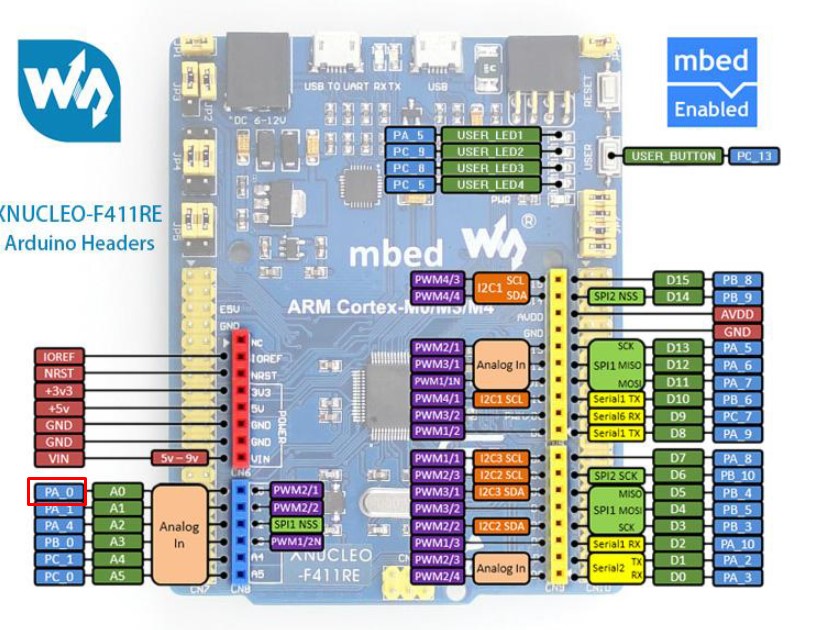 mbed
Enabled
USB TO UART RX TX
USB
JP1
JP3
JP2
DC 6-12V
RESET
PA_5 USER_LED1
PC_9 USER_LED2
PC_8 USER_LED3
PC_5 USER_LED4
PWR
USER
USER_BUTTON PC_13
JP4
JP5
XNUCLEO-F411RE
Arduino Headers
mbed
®
ARM Cortex-M0/M3/M4
E5V
GND
PWM4/3 I2C1 SCL D15 PB_8
PWM4/4 SDA SPI2 NSS D14 PB_9
AVDD AVDD
GND GND
PWM2/1 Analog In SCK D13 PA_5
PWM3/1 SPI1 MISO D12 PA_6
PWM1/1N MOSI D11 PA_7
PWM4/1 I2C1 SCL Serial1 TX D10 PB_6
PWM3/2 Serial6 RX D9 PC_7
PWM1/2 Serial1 TX D8 PA_9
NC
IOREF IOREF
NRST NRST
+3v3 3V3
+5v 5V
GND GND
GND GND
VIN 5v – 9v VIN
POWER
CN6
PWM1/1 I2C3 SCL D7 PA_8
PWM2/3 I2C2 SCL SPI2 SCK D6 PB_10
PWM3/1 I2C3 SDA MISO D5 PB_4
PWM3/2 SPI1 MOSI D4 PB_5
PWM2/2 I2C2 SDA SCK D3 PB_3
PWM1/3 Serial1 RX D2 PA_10
PWM2/3 Analog In Serial2 TX D1 PA_2
PWM2/4 RX D0 PA_3
PA_0 A0 Analog In PWM2/1
PA_1 A1 PWM2/2
PA_4 A2 SPI1 NSS
PB_0 A3 PWM1/2N
PC_1 A4 A4
PC_0 A5 A5
XNUCLEO
-F411RE
CN7
CN8
CN9
CN10